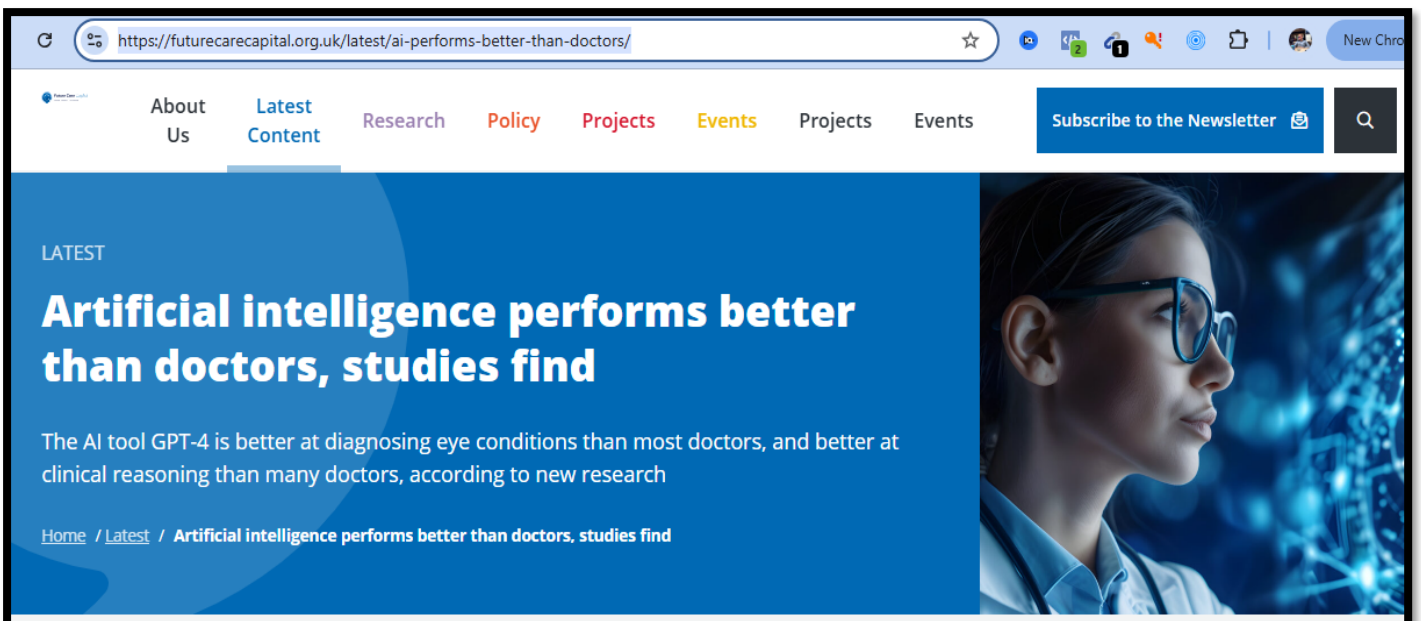 https://futurecarecapital.org.uk/latest/ai-performs-better-than-doctors/
2
1
New Chro
About
Us
Latest
Content
Research
Policy
Projects
Events
Projects
Events
Subscribe to the Newsletter
LATEST
Artificial intelligence performs better
than doctors, studies find
The AI tool GPT-4 is better at diagnosing eye conditions than most doctors, and better at
clinical reasoning than many doctors, according to new research
Home / Latest / Artificial intelligence performs better than doctors, studies find